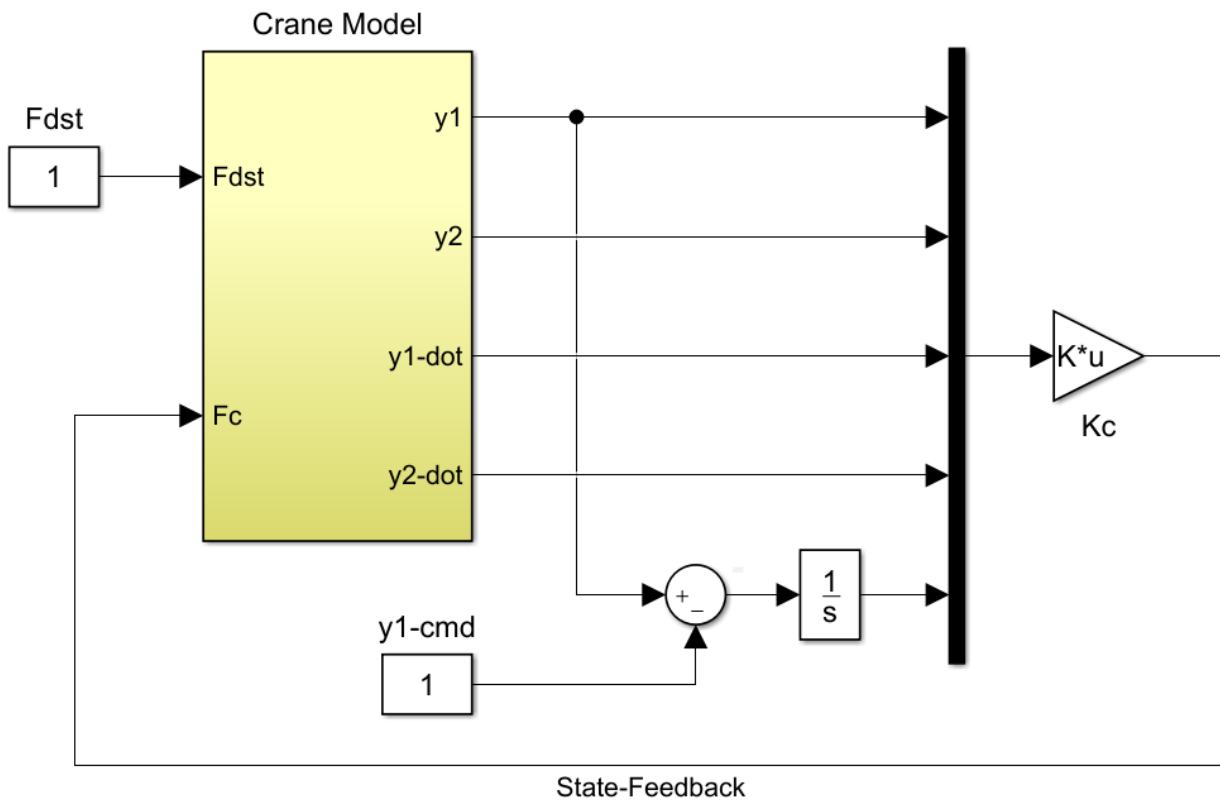 Crane Model
Fdst
1
Fdst
Fc
y1
y2
y1-dot
y2-dot
K*u
Kc
+
−
1
s
y1-cmd
1
State-Feedback